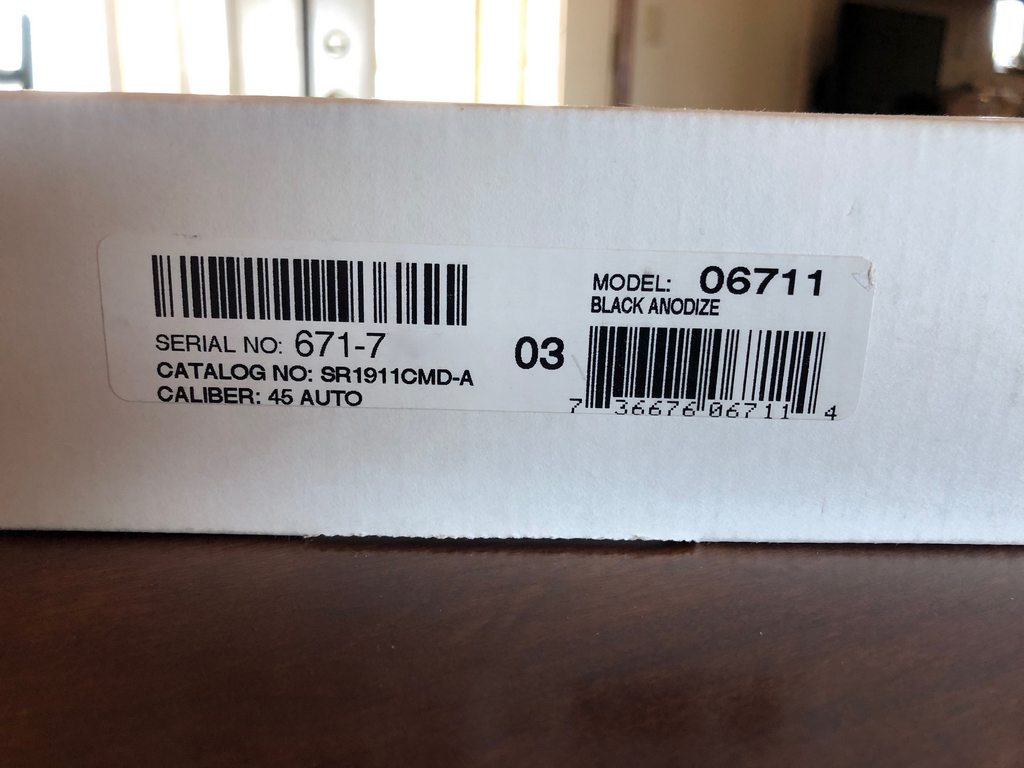 SERIAL NO: 671-7
CATALOG NO: SR1911CMD-A
CALIBER: 45 AUTO
03
MODEL: 06711
BLACK ANODIZE
7 36676 06711 4